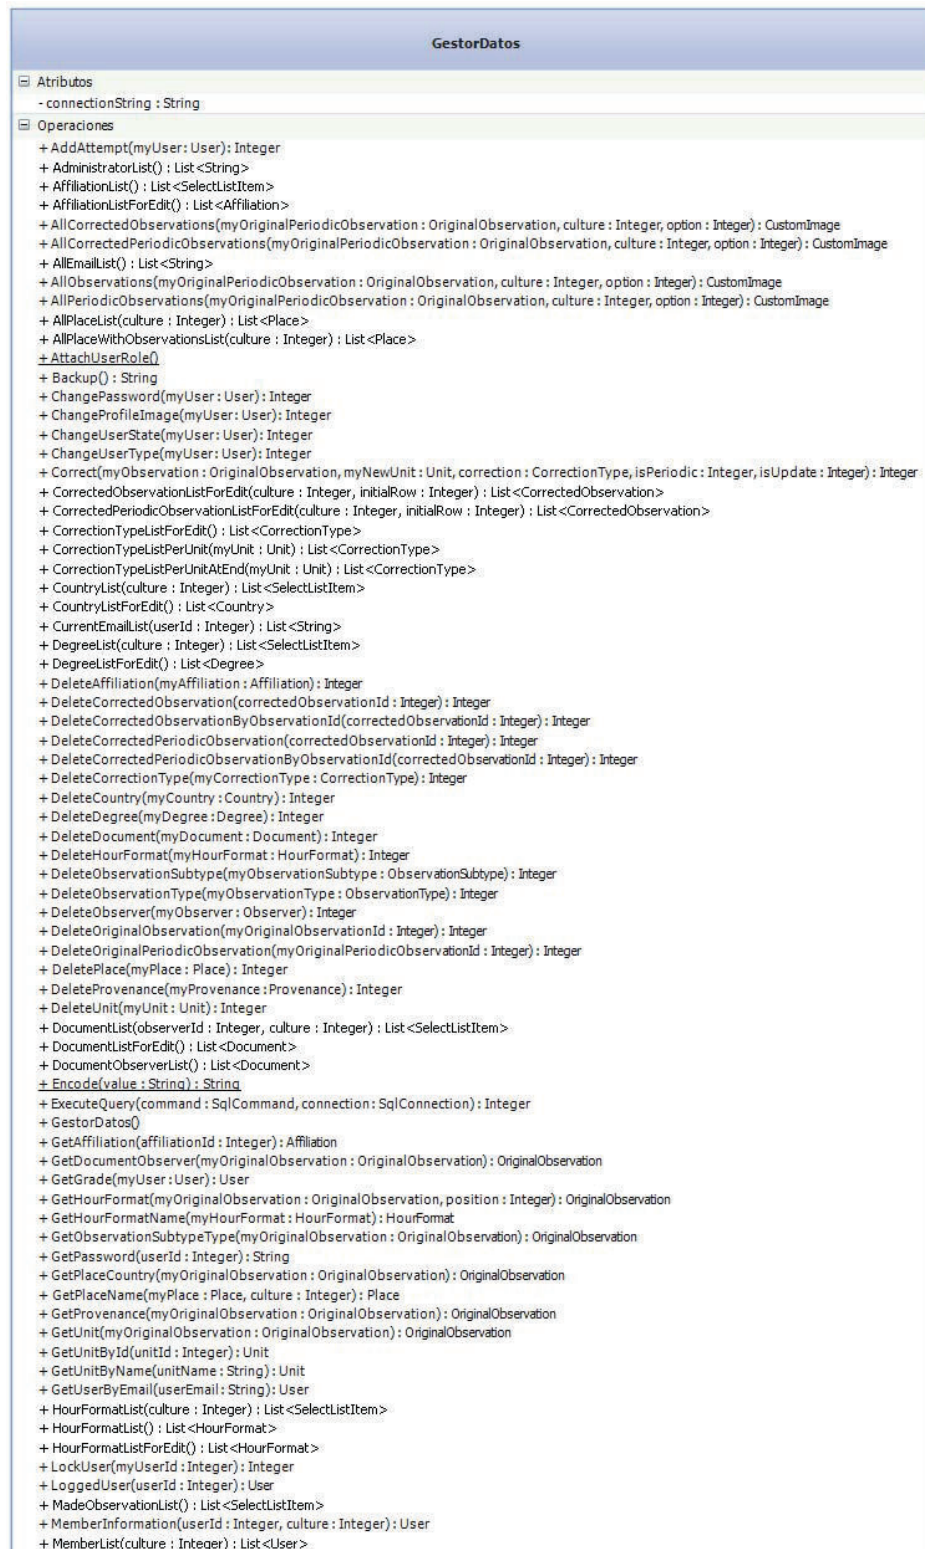 GestorDatos
Atributos
- connectionString : String
Operaciones
+ AddAttempt(myUser: User): Integer
+ AdministratorList() : List<String>
+ AffiliationList() : List<SelectListItem>
+ AffiliationListForEdit() : List<Affiliation>
+ AllCorrectedObservations(myOriginalPeriodicObservation : OriginalObservation, culture : Integer, option : Integer) : CustomImage
+ AllCorrectedPeriodicObservations(myOriginalPeriodicObservation : OriginalObservation, culture : Integer, option : Integer) : CustomImage
+ AllEmailList() : List<String>
+ AllObservations(myOriginalPeriodicObservation : OriginalObservation, culture : Integer, option : Integer) : CustomImage
+ AllPeriodicObservations(myOriginalPeriodicObservation : OriginalObservation, culture : Integer, option : Integer) : CustomImage
+ AllPlaceList(culture : Integer) : List<Place>
+ AllPlaceWithObservationsList(culture : Integer) : List<Place>
+ AttachUserRole()
+ Backup() : String
+ ChangePassword(myUser : User) : Integer
+ ChangeProfileImage(myUser : User) : Integer
+ ChangeUserState(myUser : User) : Integer
+ ChangeUserType(myUser : User) : Integer
+ Correct(myObservation : OriginalObservation, myNewUnit : Unit, correction : CorrectionType, isPeriodic : Integer, isUpdate : Integer) : Integer
+ CorrectedObservationListForEdit(culture : Integer, initialRow : Integer) : List<CorrectedObservation>
+ CorrectedPeriodicObservationListForEdit(culture : Integer, initialRow : Integer) : List<CorrectedObservation>
+ CorrectionTypeListForEdit() : List<CorrectionType>
+ CorrectionTypeListPerUnit(myUnit : Unit) : List<CorrectionType>
+ CorrectionTypeListPerUnitAtEnd(myUnit : Unit) : List<CorrectionType>
+ CountryList(culture : Integer) : List<SelectListItem>
+ CountryListForEdit() : List<Country>
+ CurrentEmailList(userId : Integer) : List<String>
+ DegreeList(culture : Integer) : List<SelectListItem>
+ DegreeListForEdit() : List<Degree>
+ DeleteAffiliation(myAffiliation : Affiliation) : Integer
+ DeleteCorrectedObservation(correctedObservationId : Integer) : Integer
+ DeleteCorrectedObservationByObservationId(correctedObservationId : Integer) : Integer
+ DeleteCorrectedPeriodicObservation(correctedObservationId : Integer) : Integer
+ DeleteCorrectedPeriodicObservationByObservationId(correctedObservationId : Integer) : Integer
+ DeleteCorrectionType(myCorrectionType : CorrectionType) : Integer
+ DeleteCountry(myCountry : Country) : Integer
+ DeleteDegree(myDegree : Degree) : Integer
+ DeleteDocument(myDocument : Document) : Integer
+ DeleteHourFormat(myHourFormat : HourFormat) : Integer
+ DeleteObservationSubtype(myObservationSubtype : ObservationSubtype) : Integer
+ DeleteObservationType(myObservationType : ObservationType) : Integer
+ DeleteObserver(myObserver : Observer) : Integer
+ DeleteOriginalObservation(myOriginalObservationId : Integer) : Integer
+ DeleteOriginalPeriodicObservation(myOriginalPeriodicObservationId : Integer) : Integer
+ DeletePlace(myPlace : Place) : Integer
+ DeleteProvenance(myProvenance : Provenance) : Integer
+ DeleteUnit(myUnit : Unit) : Integer
+ DocumentList(observerId : Integer, culture : Integer) : List<SelectListItem>
+ DocumentListForEdit() : List<Document>
+ DocumentObserverList() : List<Document>
+ Encode(value : String) : String
+ ExecuteQuery(command : SqlCommand, connection : SqlConnection) : Integer
+ GestorDatos()
+ GetAffiliation(affiliationId : Integer) : Affiliation
+ GetDocumentObserver(myOriginalObservation : OriginalObservation) : OriginalObservation
+ GetGrade(myUser : User) : User
+ GetHourFormat(myOriginalObservation : OriginalObservation, position : Integer) : OriginalObservation
+ GetHourFormatName(myHourFormat : HourFormat) : HourFormat
+ GetObservationSubtypeType(myOriginalObservation : OriginalObservation) : OriginalObservation
+ GetPassword(userId : Integer) : String
+ GetPlaceCountry(myOriginalObservation : OriginalObservation) : OriginalObservation
+ GetPlaceName(myPlace : Place, culture : Integer) : Place
+ GetProvenance(myOriginalObservation : OriginalObservation) : OriginalObservation
+ GetUnit(myOriginalObservation : OriginalObservation) : OriginalObservation
+ GetUnitById(unitId : Integer) : Unit
+ GetUnitByName(unitName : String) : Unit
+ GetUserByEmail(userEmail : String) : User
+ HourFormatList(culture : Integer) : List<SelectListItem>
+ HourFormatList() : List<HourFormat>
+ HourFormatListForEdit() : List<HourFormat>
+ LockUser(myUserId : Integer) : Integer
+ LoggedUser(userId : Integer) : User
+ MadeObservationList() : List<SelectListItem>
+ MemberInformation(userId : Integer, culture : Integer) : User
+ MemberList(culture : Integer) : List<User>